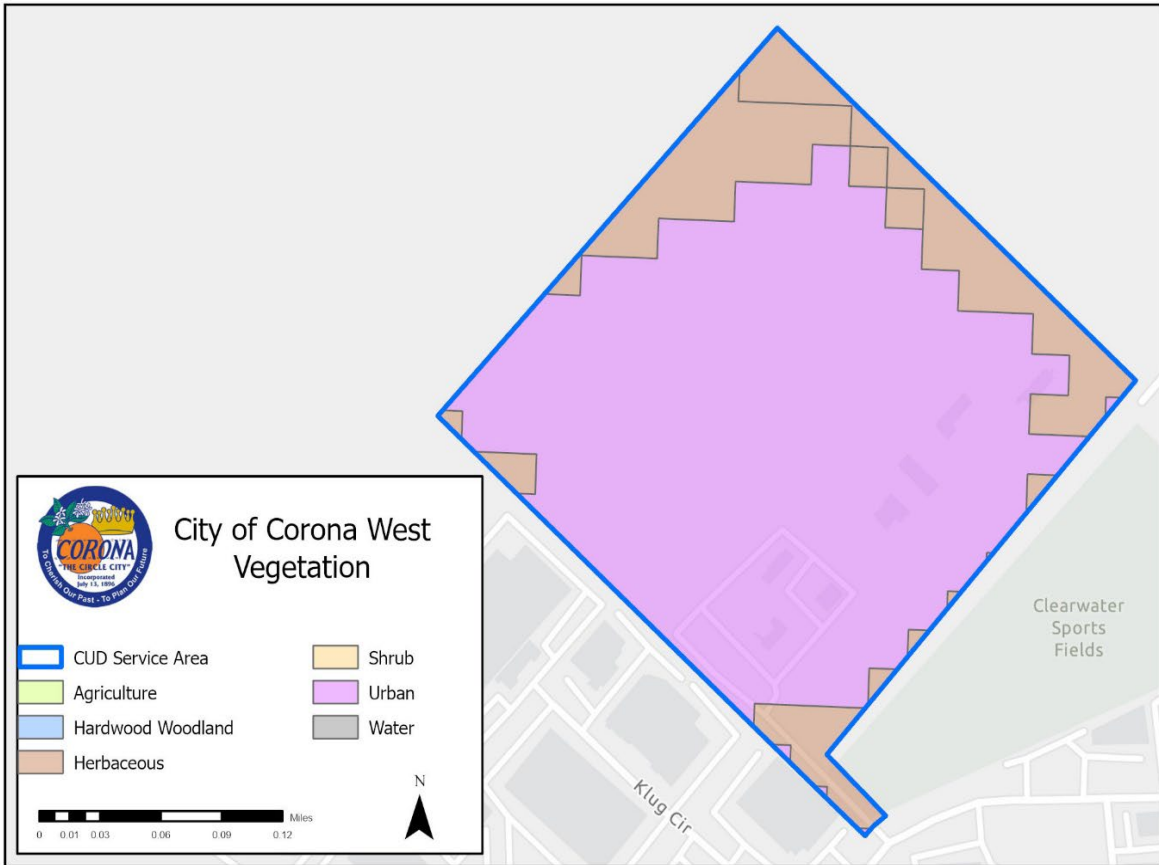 Clearwater
Sports
Fields
Klug Cir
CORONA
"THE CIRCLE CITY"
Incorporated
July 13, 1896
To Cherish Our Past - To Plan Our Future
City of Corona West
Vegetation
CUD Service Area
Agriculture
Hardwood Woodland
Herbaceous
Shrub
Urban
Water
N
Miles
0 0.01 0.03 0.06 0.09 0.12